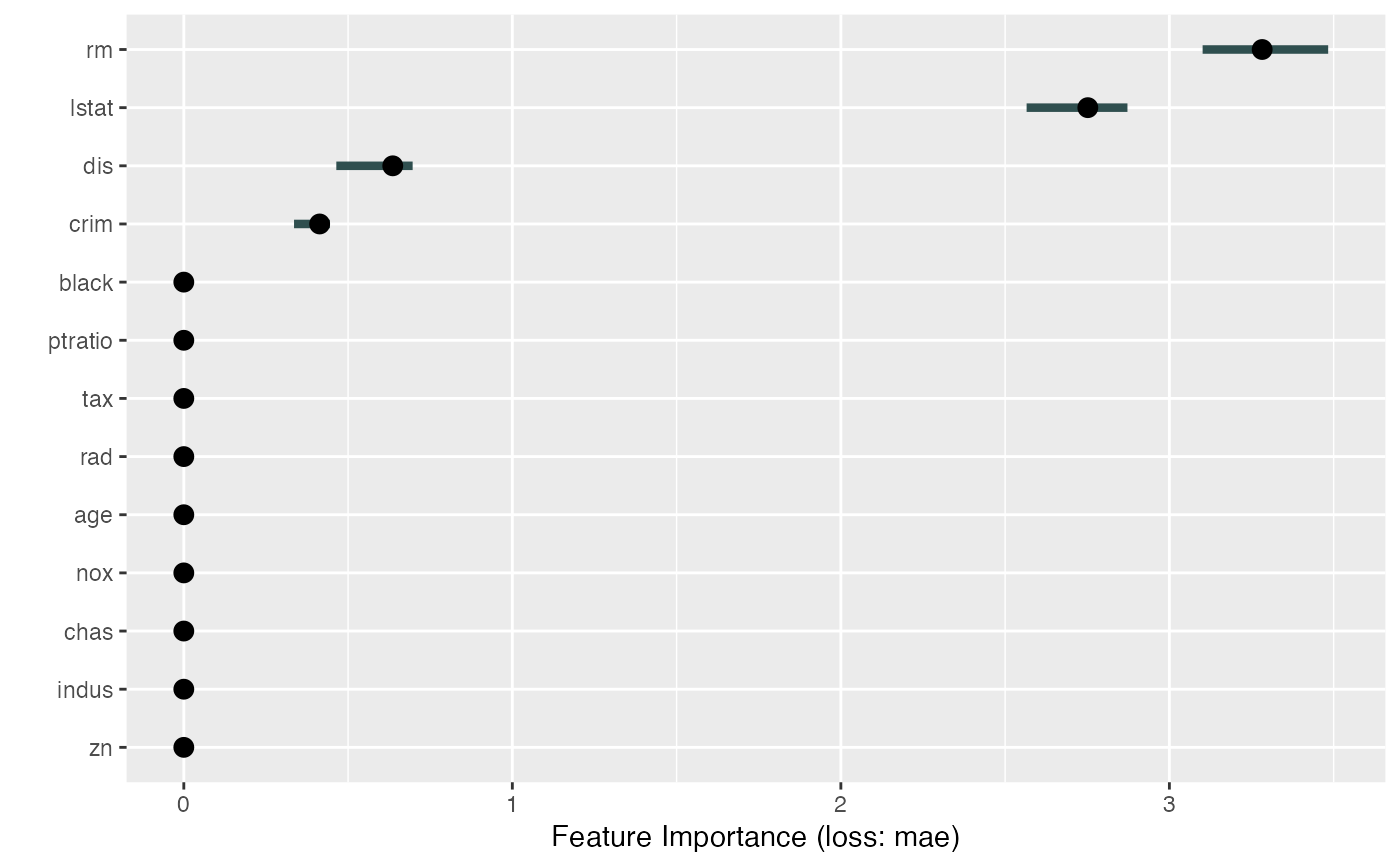 rm
lstat
dis
crim
black
ptratio
tax
rad
age
nox
chas
indus
zn
0 1 2 3
Feature Importance (loss: mae)